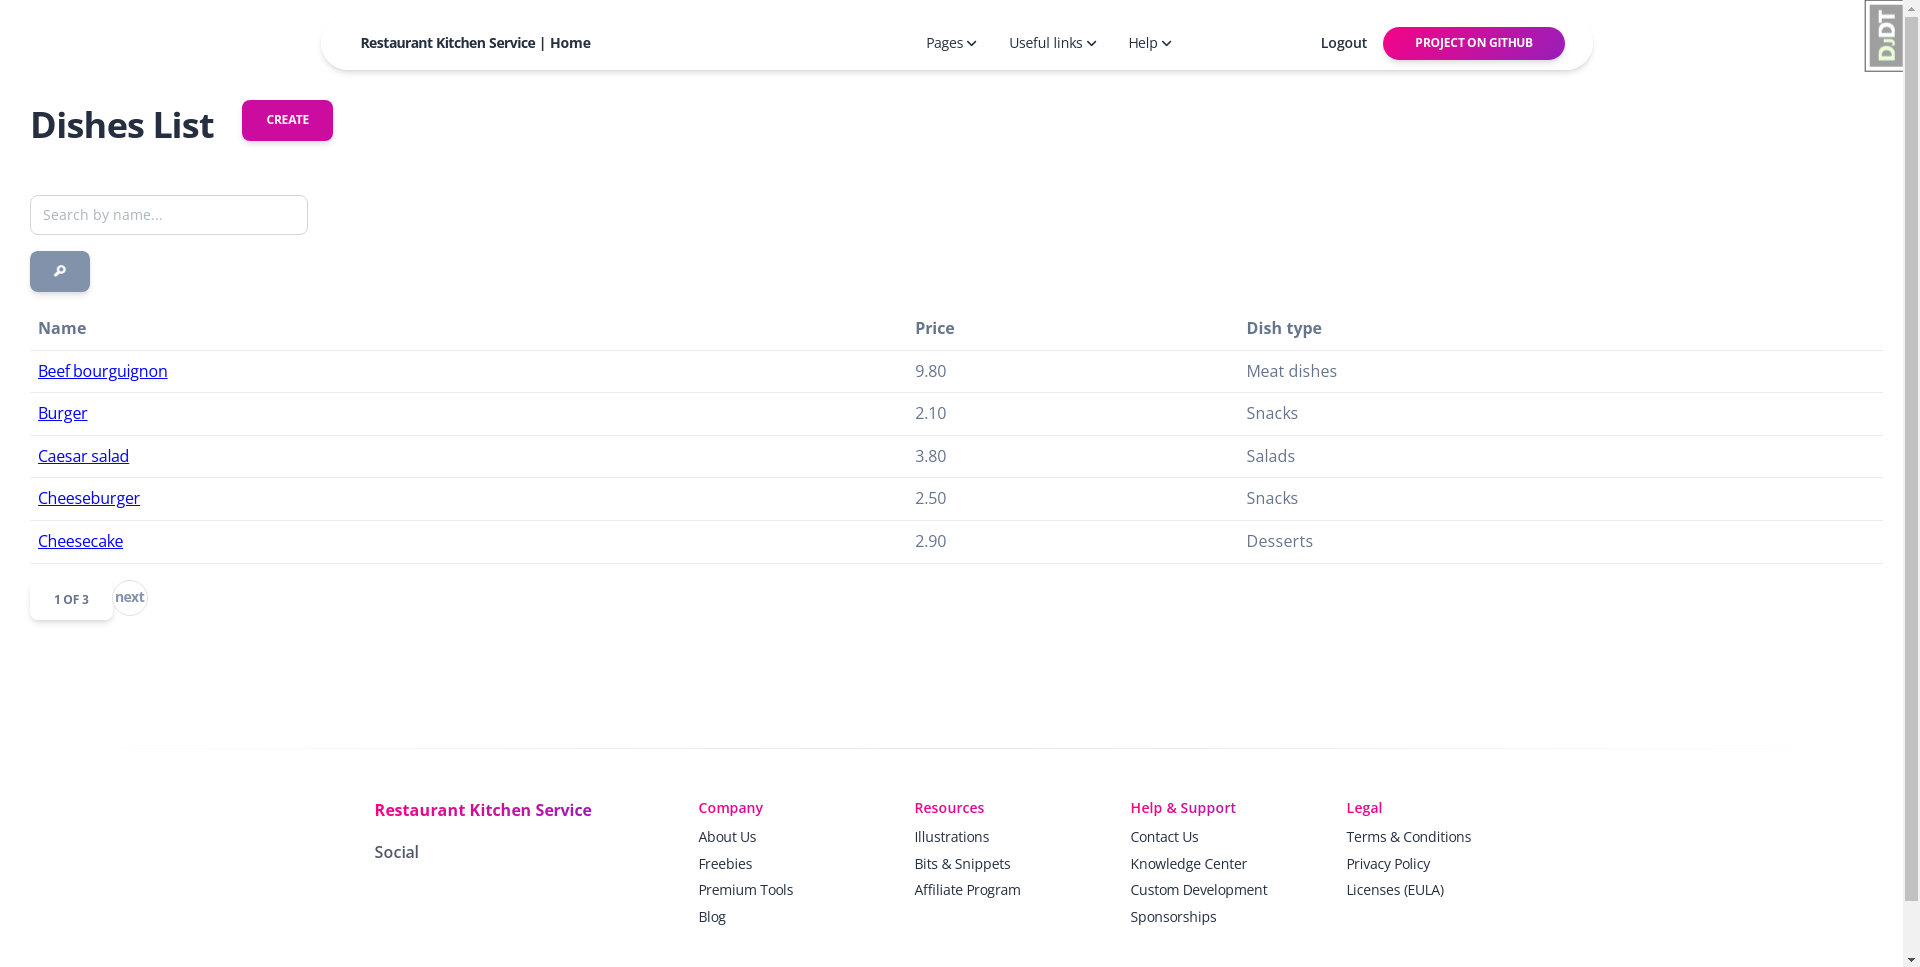 Restaurant Kitchen Service | Home
Pages
Useful links
Help
Logout
PROJECT ON GITHUB
DJDT
Dishes List
CREATE
Search by name...
Name Price Dish type
Beef bourguignon 9.80 Meat dishes
Burger 2.10 Snacks
Caesar salad 3.80 Salads
Cheeseburger 2.50 Snacks
Cheesecake 2.90 Desserts
1 OF 3
next
Restaurant Kitchen Service
Social
Company
About Us
Freebies
Premium Tools
Blog
Resources
Illustrations
Bits & Snippets
Affiliate Program
Help & Support
Contact Us
Knowledge Center
Custom Development
Sponsorships
Legal
Terms & Conditions
Privacy Policy
Licenses (EULA)